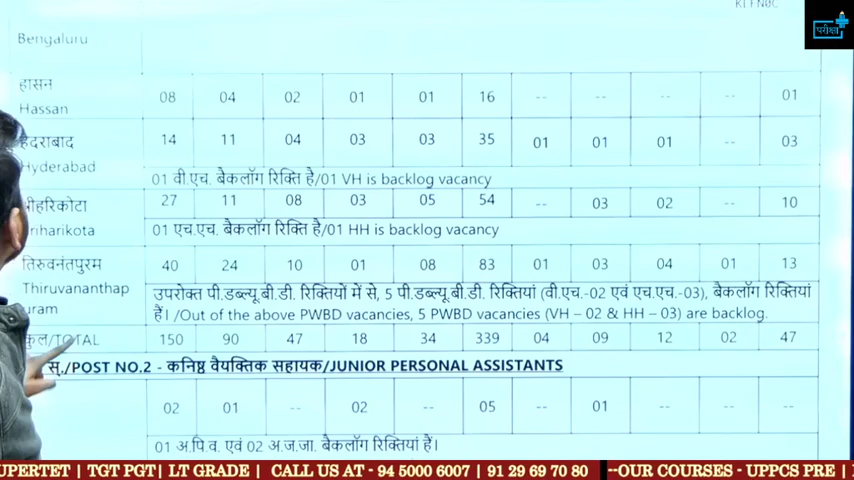 परीक्षा
Bengaluru
हासन
Hassan
08 04 02 01 01 16 -- -- -- -- 01
हैदराबाद
Hyderabad
14 11 04 03 03 35 01 01 01 -- 03
01 वी.एच. बैकलॉग रिक्ति है/01 VH is backlog vacancy
रीहरिकोटा
riharikota
27 11 08 03 05 54 -- 03 02 -- 10
01 एच.एच. बैकलॉग रिक्ति है/01 HH is backlog vacancy
तिरुवनंतपुरम
Thiruvananthap
uram
40 24 10 01 08 83 01 03 04 01 13
उपरोक्त पी.डब्ल्यू.बी.डी. रिक्तियों में से, 5 पी.डब्ल्यू.बी.डी. रिक्तियां (वी.एच.-02 एवं एच.एच.-03), बैकलॉग रिक्तियां
हैं। /Out of the above PWBD vacancies, 5 PWBD vacancies (VH – 02 & HH – 03) are backlog.
कुल/TOTAL 150 90 47 18 34 339 04 09 12 02 47
सं./POST NO.2 - कनिष्ठ वैयक्तिक सहायक/JUNIOR PERSONAL ASSISTANTS
02 01 -- 02 -- 05 -- 01 -- -- --
01 अ.पि.व. एवं 02 अ.ज.जा. बैकलॉग रिक्तियां हैं।
UPERTET | TGT PGT| LT GRADE | CALL US AT - 94 5000 6007 | 91 29 69 70 80 --OUR COURSES - UPPCS PRE |